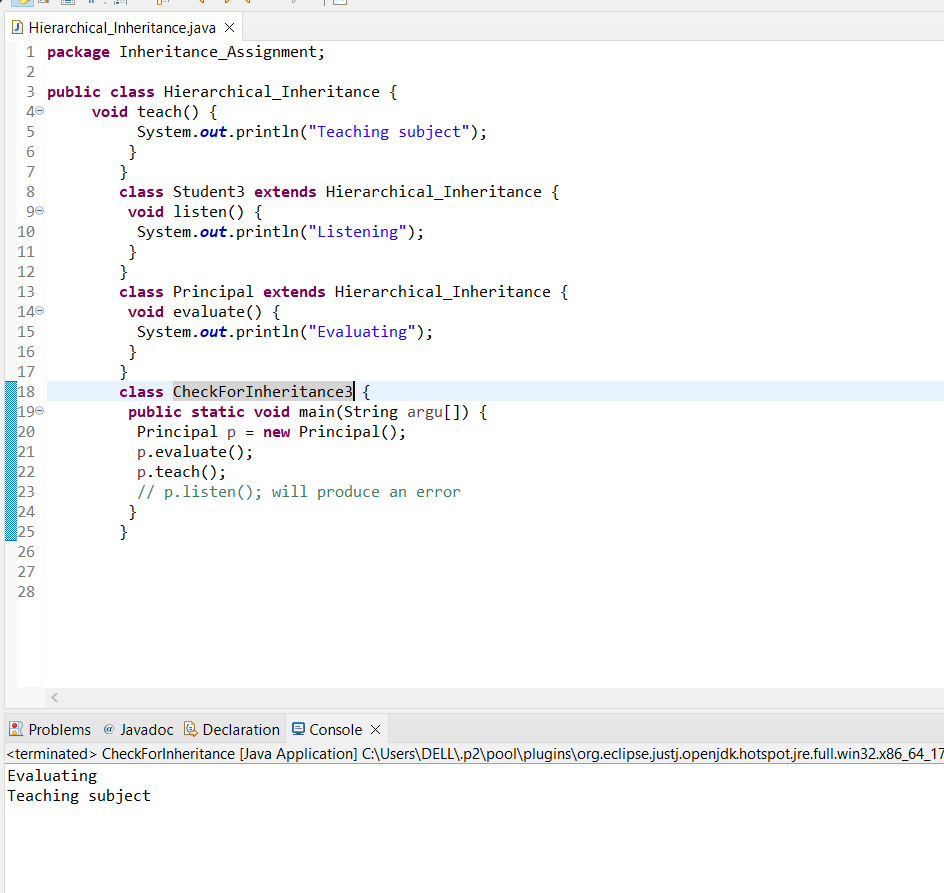 Hierarchical_Inheritance.java
1 package Inheritance_Assignment;
2
3 public class Hierarchical_Inheritance {
4 void teach() {
5 System.out.println("Teaching subject");
6 }
7 }
8 class Student3 extends Hierarchical_Inheritance {
9 void listen() {
10 System.out.println("Listening");
11 }
12 }
13 class Principal extends Hierarchical_Inheritance {
14 void evaluate() {
15 System.out.println("Evaluating");
16 }
17 }
18 class CheckForInheritance3 {
19 public static void main(String argu[]) {
20 Principal p = new Principal();
21 p.evaluate();
22 p.teach();
23 // p.listen(); will produce an error
24 }
25 }
26
27
28
Problems @ Javadoc Declaration Console
<terminated> CheckForInheritance [Java Application] C:\Users\DELL\.p2\pool\plugins\org.eclipse.justj.openjdk.hotspot.jre.full.win32.x86_64_17
Evaluating
Teaching subject